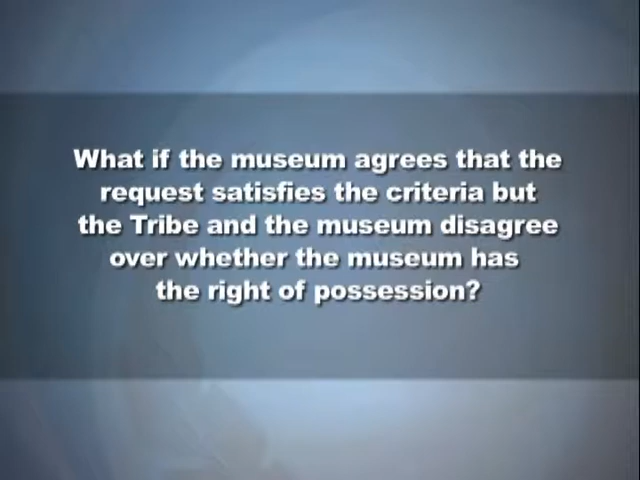 What if the museum agrees that the
request satisfies the criteria but
the Tribe and the museum disagree
over whether the museum has
the right of possession?